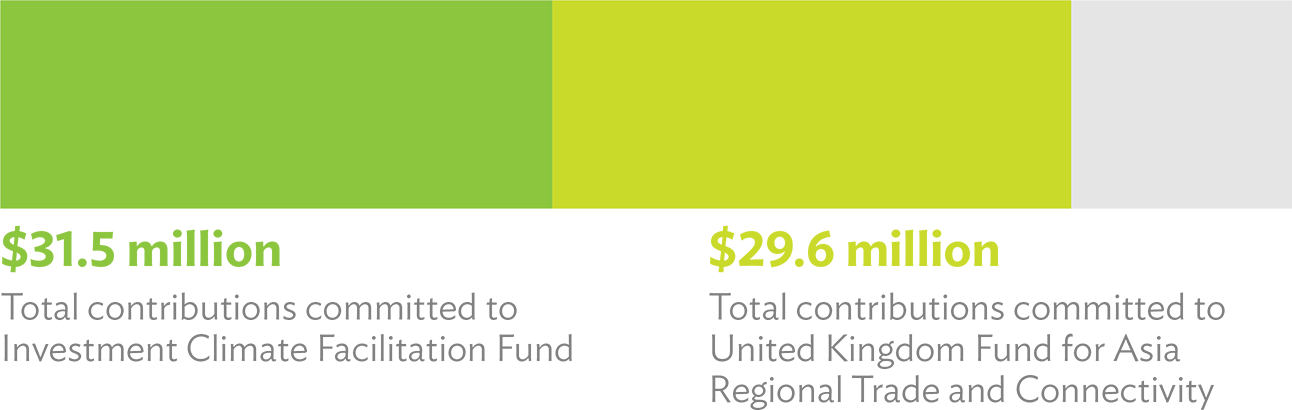 $31.5 million
Total contributions committed to
Investment Climate Facilitation Fund
$29.6 million
Total contributions committed to
United Kingdom Fund for Asia
Regional Trade and Connectivity